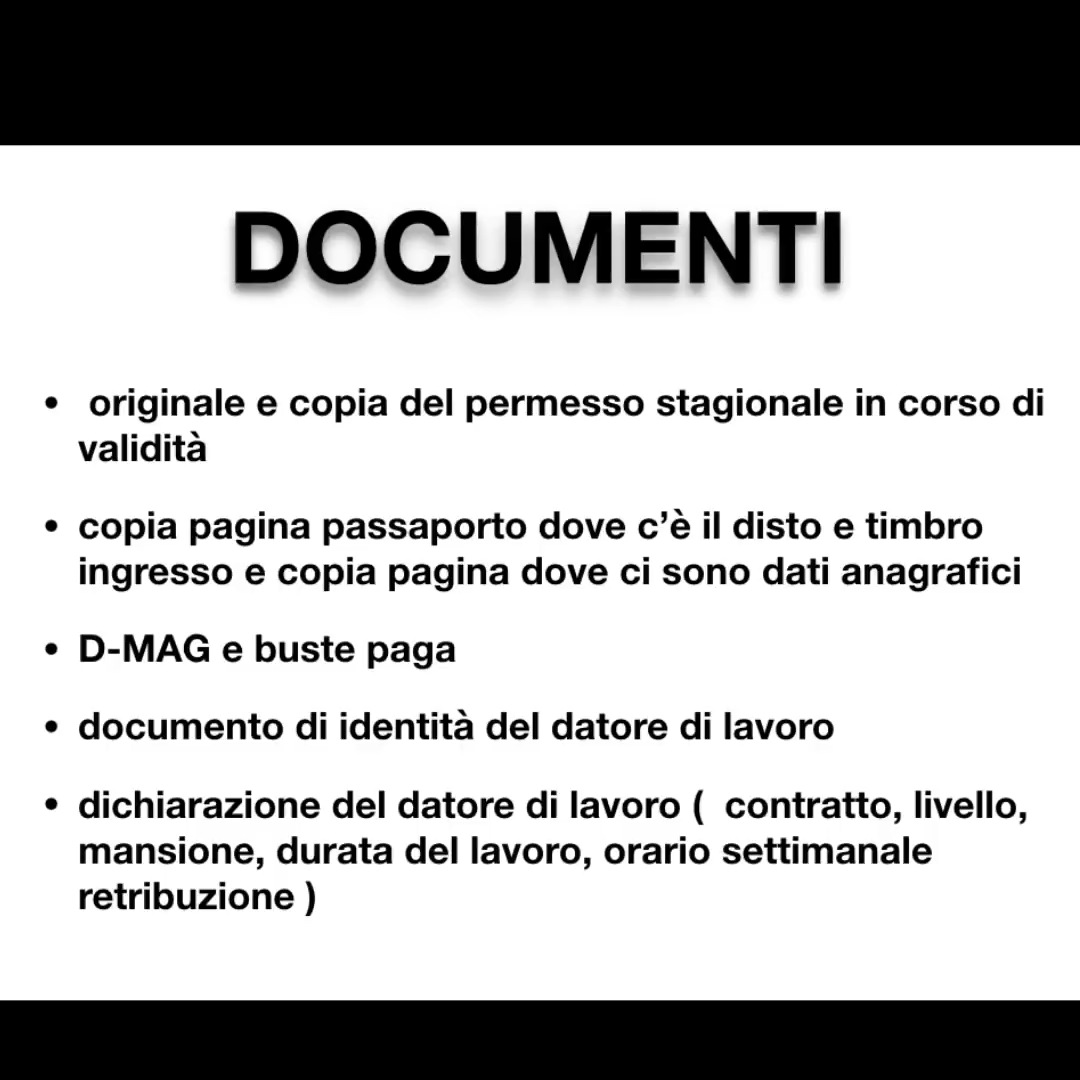 DOCUMENTI
• originale e copia del permesso stagionale in corso di
validità
• copia pagina passaporto dove c’è il disto e timbro
ingresso e copia pagina dove ci sono dati anagrafici
• D-MAG e buste paga
• documento di identità del datore di lavoro
• dichiarazione del datore di lavoro ( contratto, livello,
mansione, durata del lavoro, orario settimanale
retribuzione )